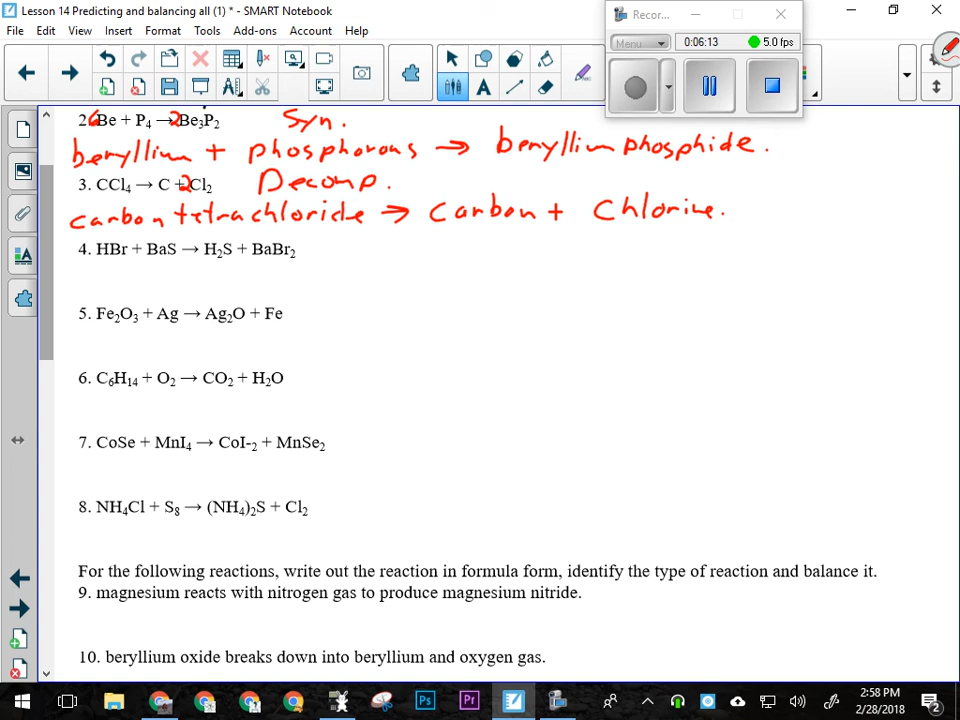 Lesson 14 Predicting and balancing all (1) * - SMART Notebook
Recor...
File Edit View Insert Format Tools Add-ons Account Help
Menu 0:06:13 5.0 fps
2. 6Be + P4 → 2Be3P2 Syn.
beryllium + phosphorous → beryllium phosphide.
3. CCl4 → C + 2Cl2 Decomp.
carbon tetrachloride → carbon + Chlorine.
4. HBr + BaS → H2S + BaBr2
5. Fe2O3 + Ag → Ag2O + Fe
6. C6H14 + O2 → CO2 + H2O
7. CoSe + MnI4 → CoI-2 + MnSe2
8. NH4Cl + S8 → (NH4)2S + Cl2
For the following reactions, write out the reaction in formula form, identify the type of reaction and balance it.
9. magnesium reacts with nitrogen gas to produce magnesium nitride.
10. beryllium oxide breaks down into beryllium and oxygen gas.
Ps Pr
2:58 PM
2/28/2018
2